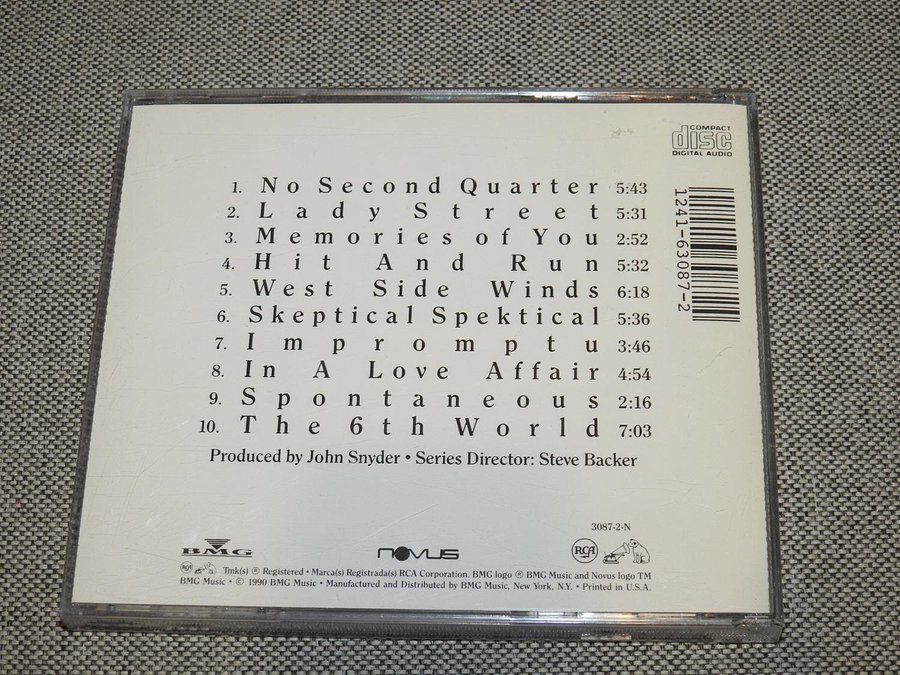 COMPACT
disc
DIGITAL AUDIO
1241-63087-2
1. No Second Quarter 5:43
2. Lady Street 5:31
3. Memories of You 2:52
4. Hit And Run 5:32
5. West Side Winds 6:18
6. Skeptical Spektical 5:36
7. Impromptu 3:46
8. In A Love Affair 4:54
9. Spontaneous 2:16
10. The 6th World 7:03
Produced by John Snyder • Series Director: Steve Backer
3087-2-N
BMG NOVUS RCA
Tmk(s) ® Registered • Marca(s) Registrada(s) RCA Corporation. BMG logo ® BMG Music and Novus logo TM
BMG Music • © 1990 BMG Music • Manufactured and Distributed by BMG Music, New York, N.Y. • Printed in U.S.A.